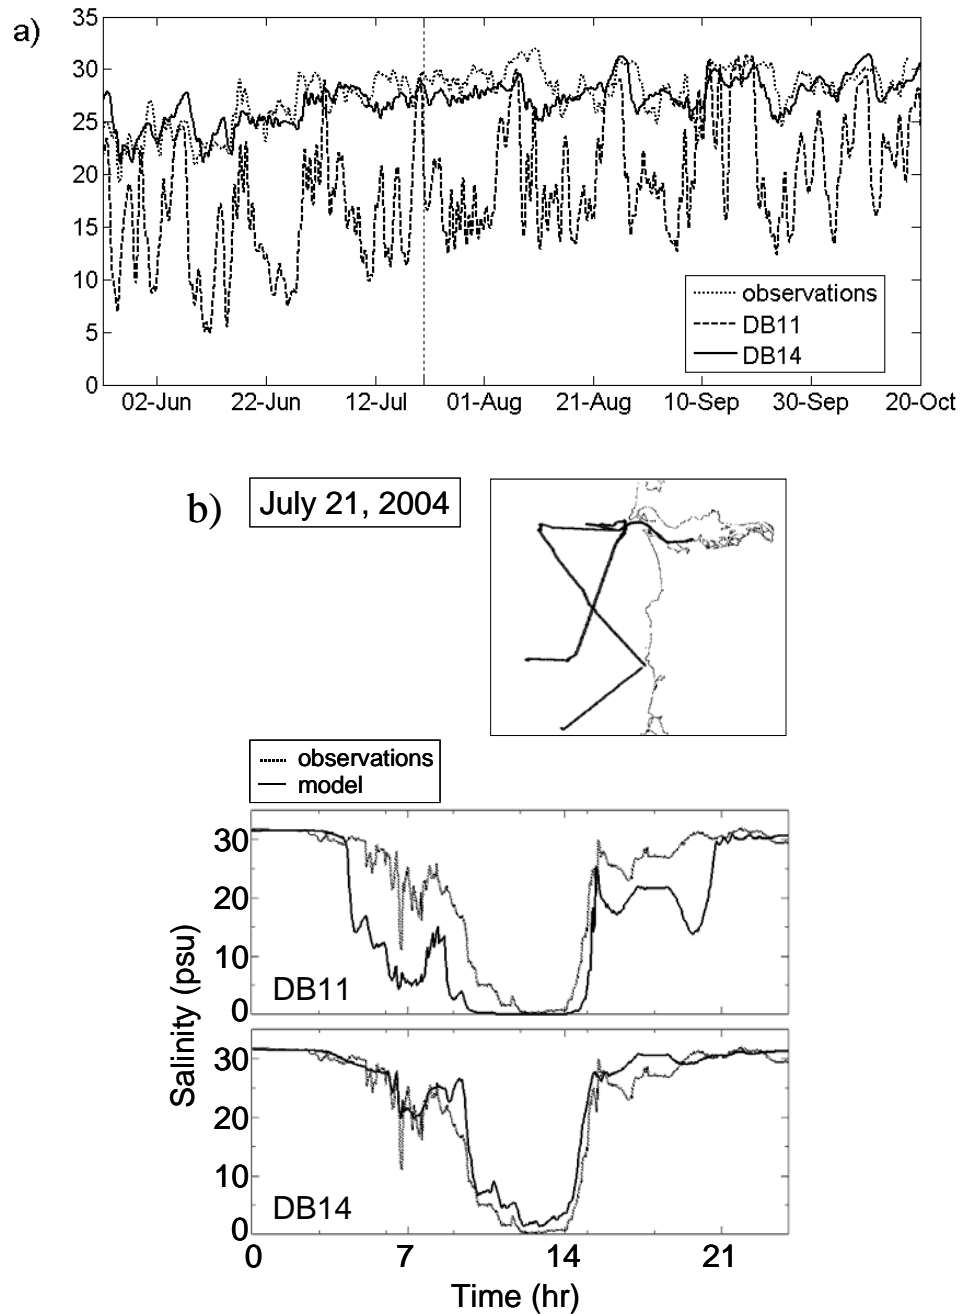 a)
35
30
25
20
15
10
5
0
observations
DB11
DB14
02-Jun 22-Jun 12-Jul 01-Aug 21-Aug 10-Sep 30-Sep 20-Oct
b)
July 21, 2004
observations
model
Salinity (psu)
30
20
10
0
DB11
30
20
10
0
DB14
0 7 14 21
Time (hr)